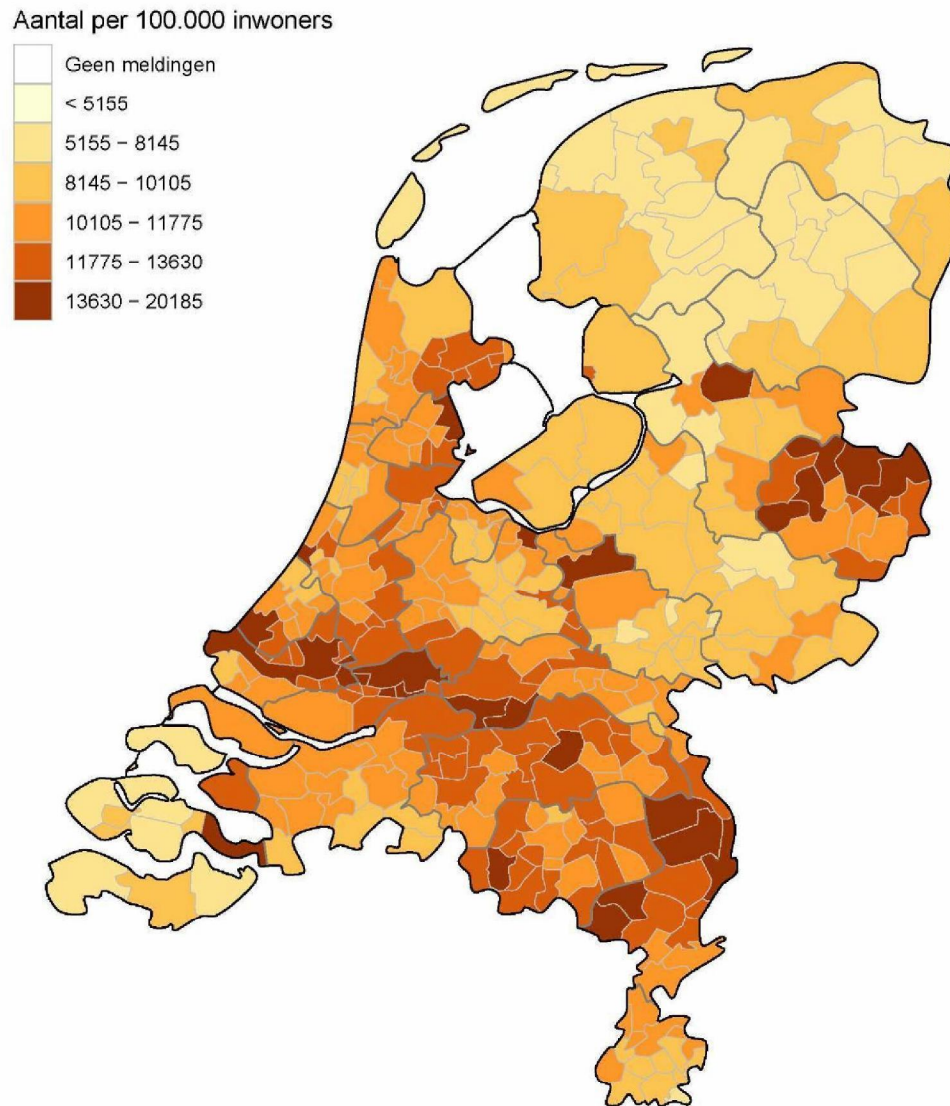 Aantal per 100.000 inwoners
Geen meldingen
< 5155
5155 − 8145
8145 − 10105
10105 − 11775
11775 − 13630
13630 − 20185